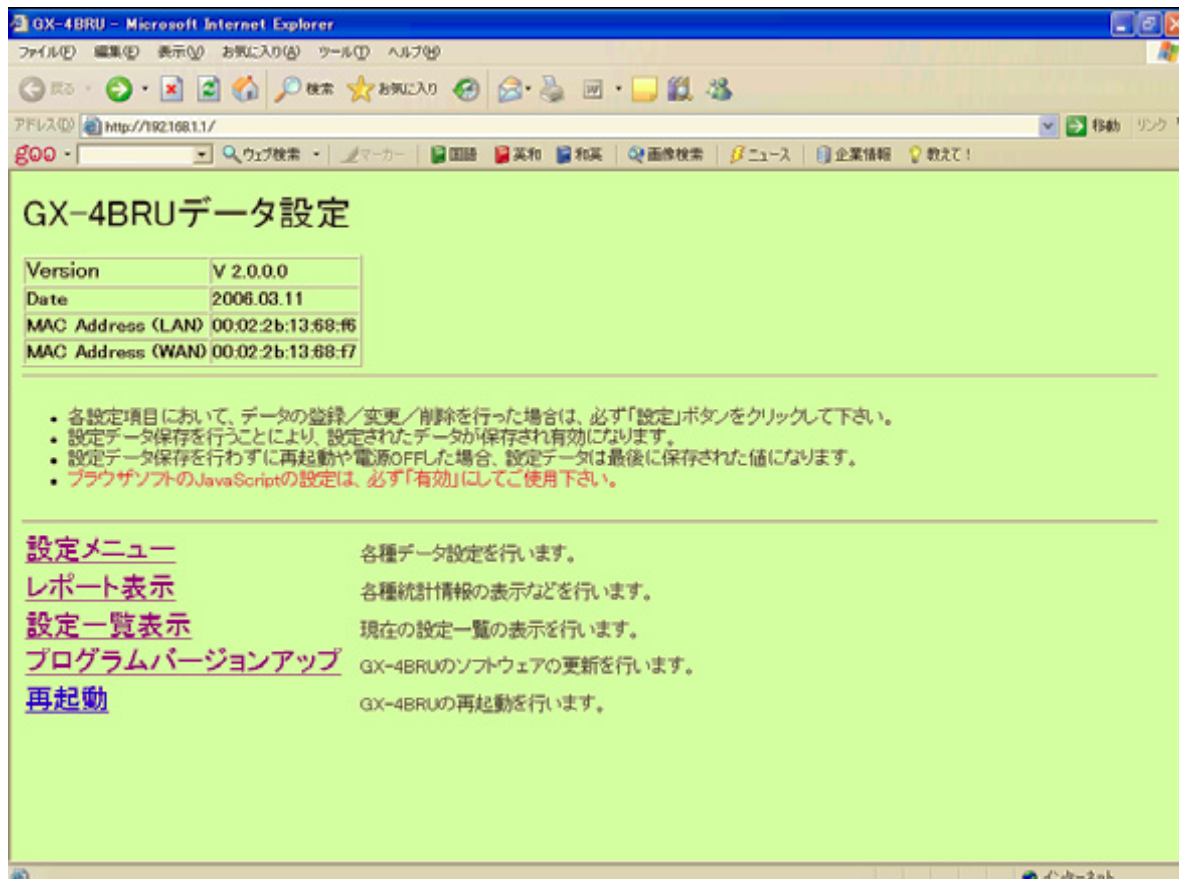 GX-4BRU - Microsoft Internet Explorer
ファイル(F) 編集(E) 表示(V) お気に入り(A) ツール(T) ヘルプ(H)
戻る 検索 お気に入り
アドレス(D) http://192.168.1.1/ 移動 リンク
goo ウェブ検索 マーカー 国語 英和 和英 画像検索 ニュース 企業情報 教えて!
GX-4BRUデータ設定
Version V 2.0.0.0
Date 2006.03.11
MAC Address (LAN) 00:02:2b:13:68:f6
MAC Address (WAN) 00:02:2b:13:68:f7
• 各設定項目において、データの登録／変更／削除を行った場合は、必ず「設定」ボタンをクリックして下さい。
• 設定データ保存を行うことにより、設定されたデータが保存され有効になります。
• 設定データ保存を行わずに再起動や電源OFFした場合、設定データは最後に保存された値になります。
• ブラウザソフトのJavaScriptの設定は、必ず「有効」にしてご使用下さい。
設定メニュー 各種データ設定を行います。
レポート表示 各種統計情報の表示などを行います。
設定一覧表示 現在の設定一覧の表示を行います。
プログラムバージョンアップ GX-4BRUのソフトウェアの更新を行います。
再起動 GX-4BRUの再起動を行います。
インターネット